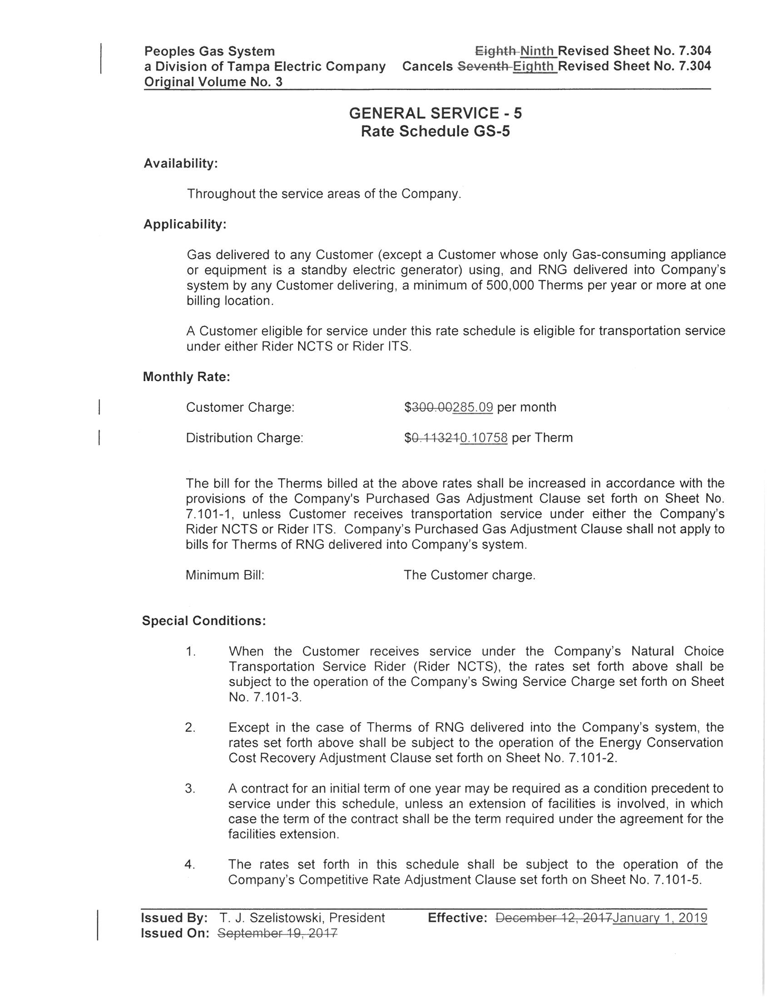 Peoples Gas System
a Division of Tampa Electric Company
Original Volume No. 3
Eighth Ninth Revised Sheet No. 7.304
Cancels Seventh Eighth Revised Sheet No. 7.304
GENERAL SERVICE - 5
Rate Schedule GS-5
Availability:
Throughout the service areas of the Company.
Applicability:
Gas delivered to any Customer (except a Customer whose only Gas-consuming appliance
or equipment is a standby electric generator) using, and RNG delivered into Company's
system by any Customer delivering, a minimum of 500,000 Therms per year or more at one
billing location.
A Customer eligible for service under this rate schedule is eligible for transportation service
under either Rider NCTS or Rider ITS.
Monthly Rate:
Customer Charge: $300.00285.09 per month
Distribution Charge: $0.113210.10758 per Therm
The bill for the Therms billed at the above rates shall be increased in accordance with the
provisions of the Company's Purchased Gas Adjustment Clause set forth on Sheet No.
7.101-1, unless Customer receives transportation service under either the Company's
Rider NCTS or Rider ITS. Company's Purchased Gas Adjustment Clause shall not apply to
bills for Therms of RNG delivered into Company's system.
Minimum Bill: The Customer charge.
Special Conditions:
1. When the Customer receives service under the Company's Natural Choice
Transportation Service Rider (Rider NCTS), the rates set forth above shall be
subject to the operation of the Company's Swing Service Charge set forth on Sheet
No. 7.101-3.
2. Except in the case of Therms of RNG delivered into the Company's system, the
rates set forth above shall be subject to the operation of the Energy Conservation
Cost Recovery Adjustment Clause set forth on Sheet No. 7.101-2.
3. A contract for an initial term of one year may be required as a condition precedent to
service under this schedule, unless an extension of facilities is involved, in which
case the term of the contract shall be the term required under the agreement for the
facilities extension.
4. The rates set forth in this schedule shall be subject to the operation of the
Company's Competitive Rate Adjustment Clause set forth on Sheet No. 7.101-5.
Issued By: T. J. Szelistowski, President
Issued On: September 19, 2017
Effective: December 12, 2017January 1, 2019